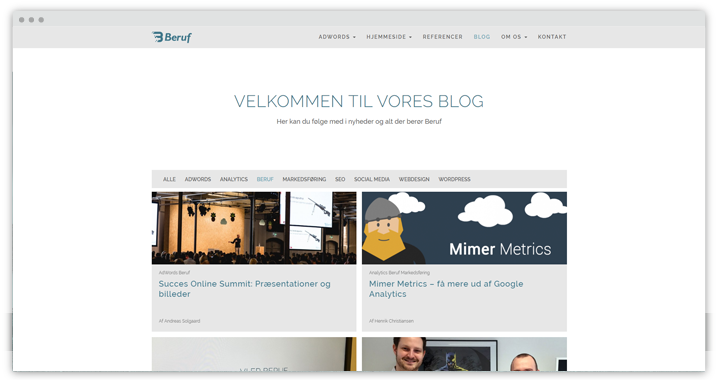 Beruf
ADWORDS HJEMMESIDE REFERENCER BLOG OM OS KONTAKT
VELKOMMEN TIL VORES BLOG
Her kan du følge med i nyheder og alt der berør Beruf
ALLE ADWORDS ANALYTICS BERUF MARKEDSFØRING SEO SOCIAL MEDIA WEBDESIGN WORDPRESS
Mimer Metrics
AdWords Beruf
Succes Online Summit: Præsentationer og
billeder
Af Andreas Solgaard
Analytics Beruf Markedsføring
Mimer Metrics – få mere ud af Google
Analytics
Af Henrik Christiansen